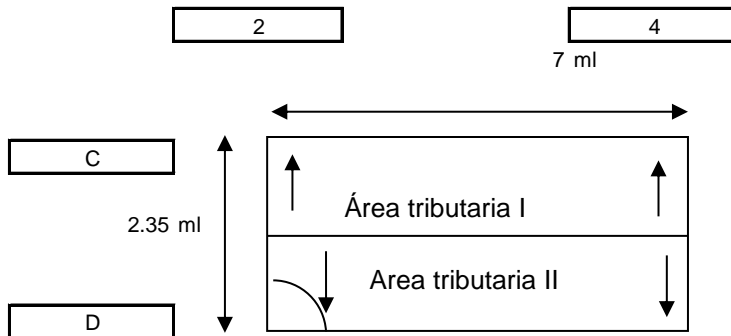 2
4
7 ml
C
2.35 ml
Área tributaria I
Area tributaria II
D